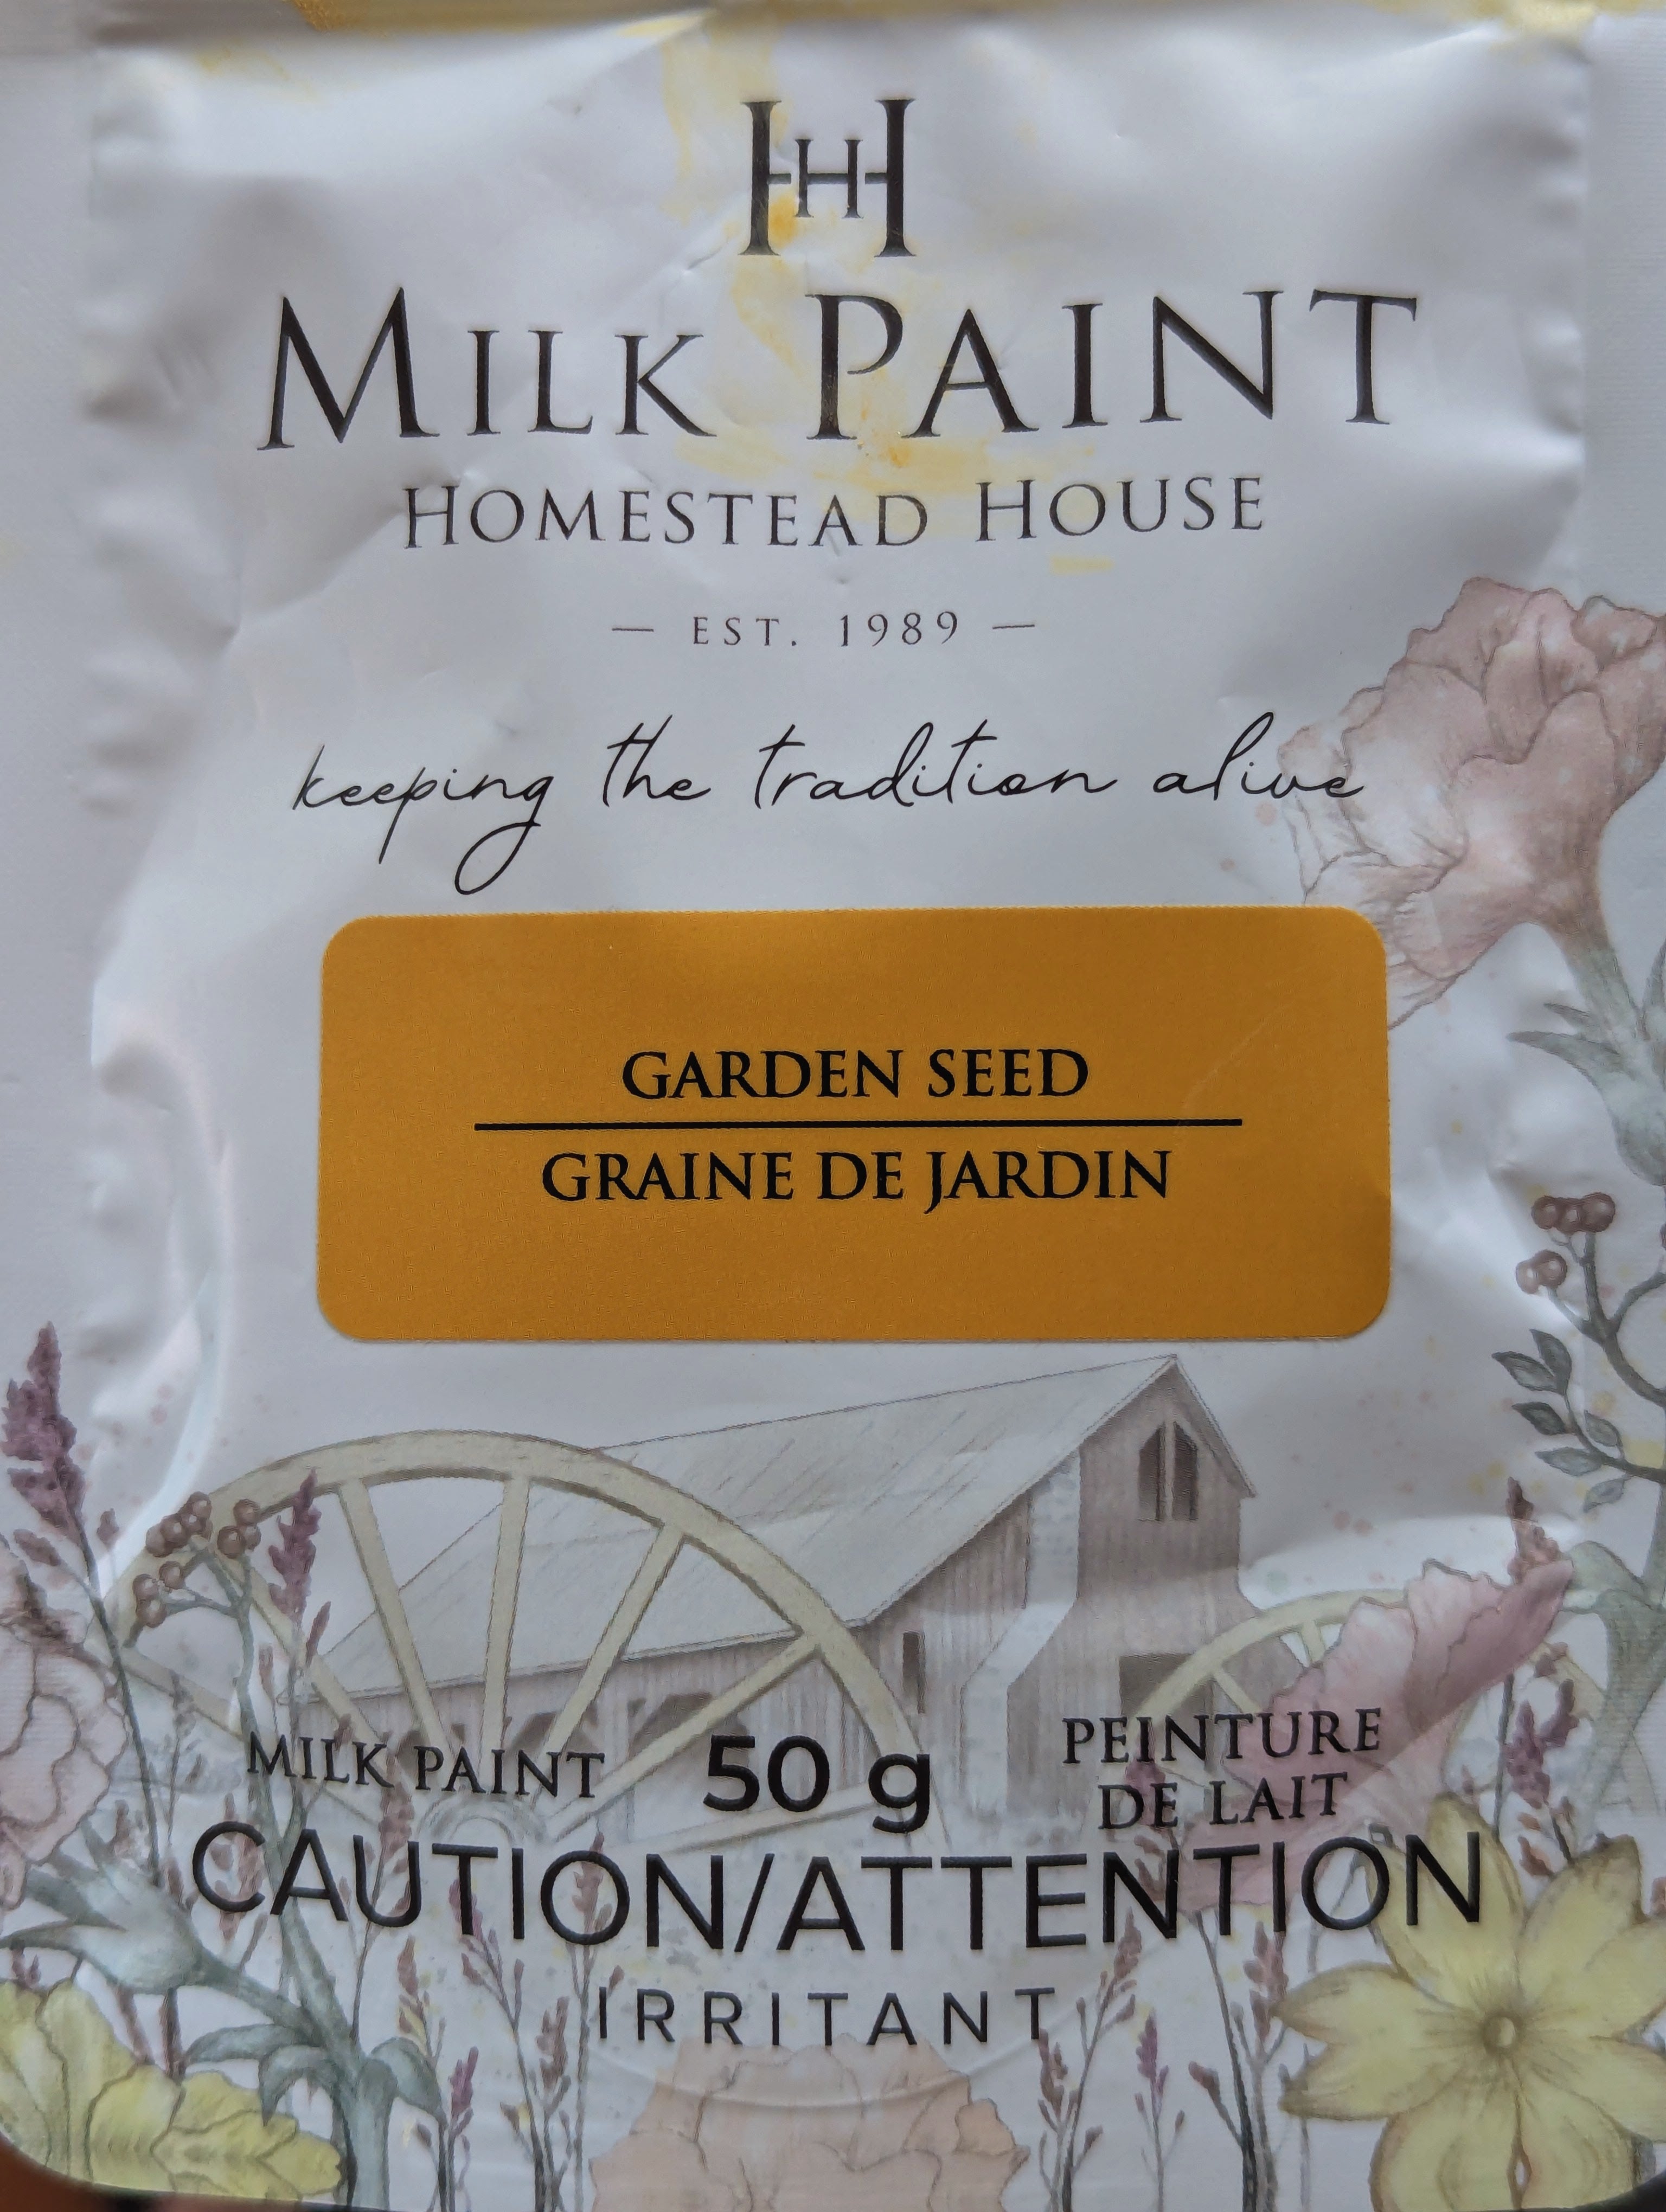 HHH
MILK PAINT
HOMESTEAD HOUSE
— EST. 1989 —
keeping the tradition alive
GARDEN SEED
GRAINE DE JARDIN
MILK PAINT 50 g PEINTURE
DE LAIT
CAUTION/ATTENTION
IRRITANT